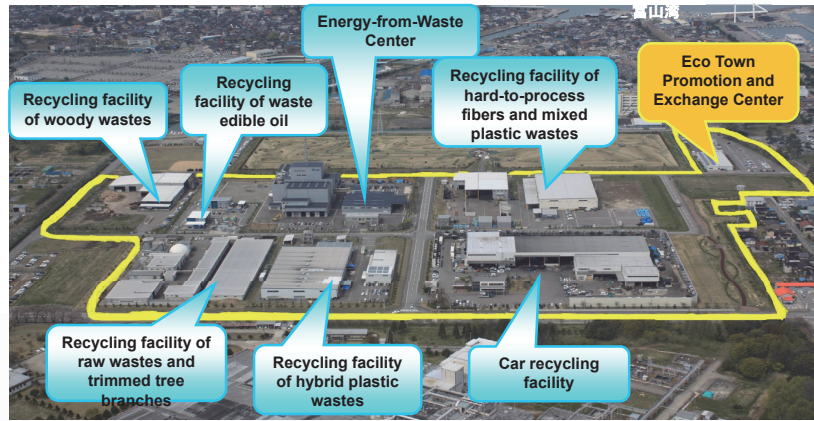 富山湾
Energy-from-Waste
Center
Eco Town
Promotion and
Exchange Center
Recycling facility
of woody wastes
Recycling
facility of waste
edible oil
Recycling facility of
hard-to-process
fibers and mixed
plastic wastes
Recycling facility of
raw wastes and
trimmed tree
branches
Recycling facility
of hybrid plastic
wastes
Car recycling
facility